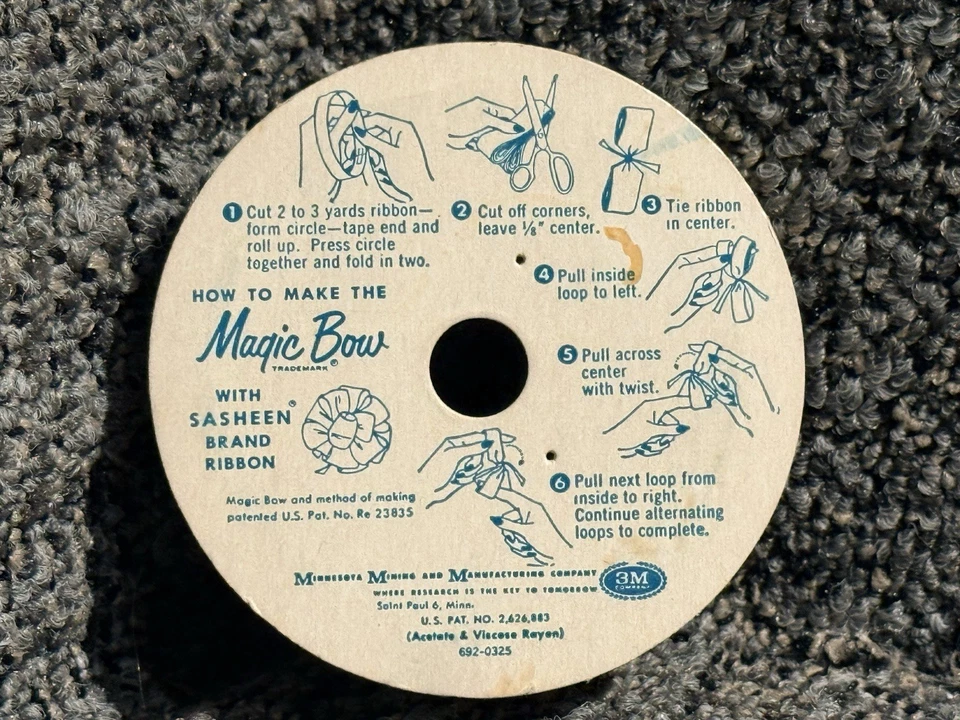 1 Cut 2 to 3 yards ribbon—
form circle—tape end and
roll up. Press circle
together and fold in two.
2 Cut off corners,
leave 1/8" center.
3 Tie ribbon
in center.
4 Pull inside
loop to left.
HOW TO MAKE THE
Magic Bow®
TRADEMARK
WITH
SASHEEN®
BRAND
RIBBON
5 Pull across
center
with twist.
6 Pull next loop from
inside to right.
Continue alternating
loops to complete.
Magic Bow and method of making
patented U.S. Pat. No. Re 23835
MINNESOTA MINING AND MANUFACTURING COMPANY
WHERE RESEARCH IS THE KEY TO TOMORROW
3M
COMPANY
Saint Paul 6, Minn.
U.S. PAT. NO. 2,626,883
(Acetate & Viscose Rayon)
692-0325